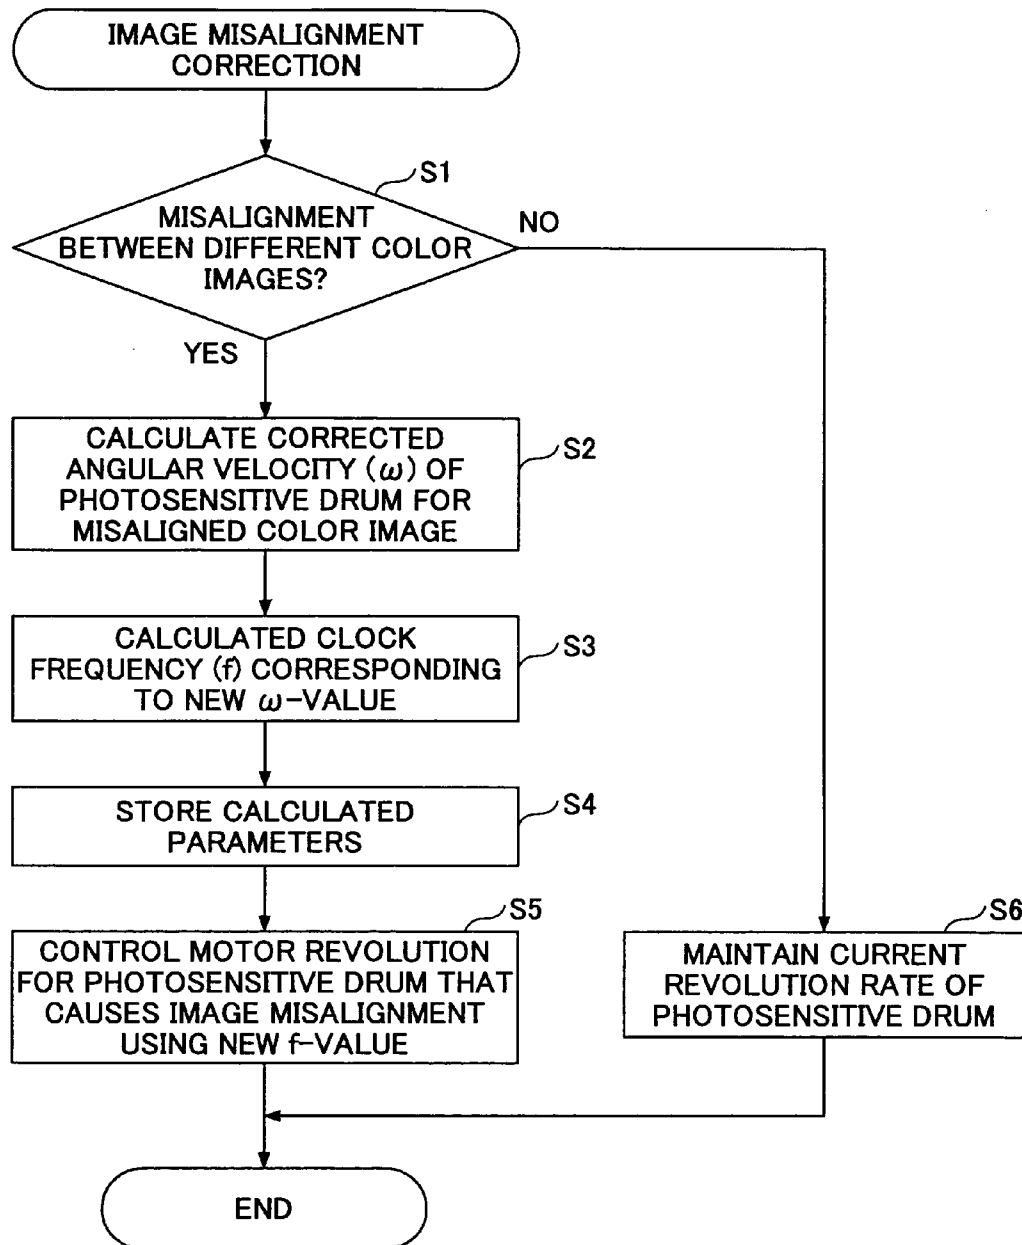 IMAGE MISALIGNMENT
CORRECTION
S1
MISALIGNMENT
BETWEEN DIFFERENT COLOR
IMAGES?
NO
YES
CALCULATE CORRECTED
ANGULAR VELOCITY (ω) OF
PHOTOSENSITIVE DRUM FOR
MISALIGNED COLOR IMAGE
S2
CALCULATED CLOCK
FREQUENCY (f) CORRESPONDING
TO NEW ω-VALUE
S3
STORE CALCULATED
PARAMETERS
S4
S5
CONTROL MOTOR REVOLUTION
FOR PHOTOSENSITIVE DRUM THAT
CAUSES IMAGE MISALIGNMENT
USING NEW f-VALUE
S6
MAINTAIN CURRENT
REVOLUTION RATE OF
PHOTOSENSITIVE DRUM
END